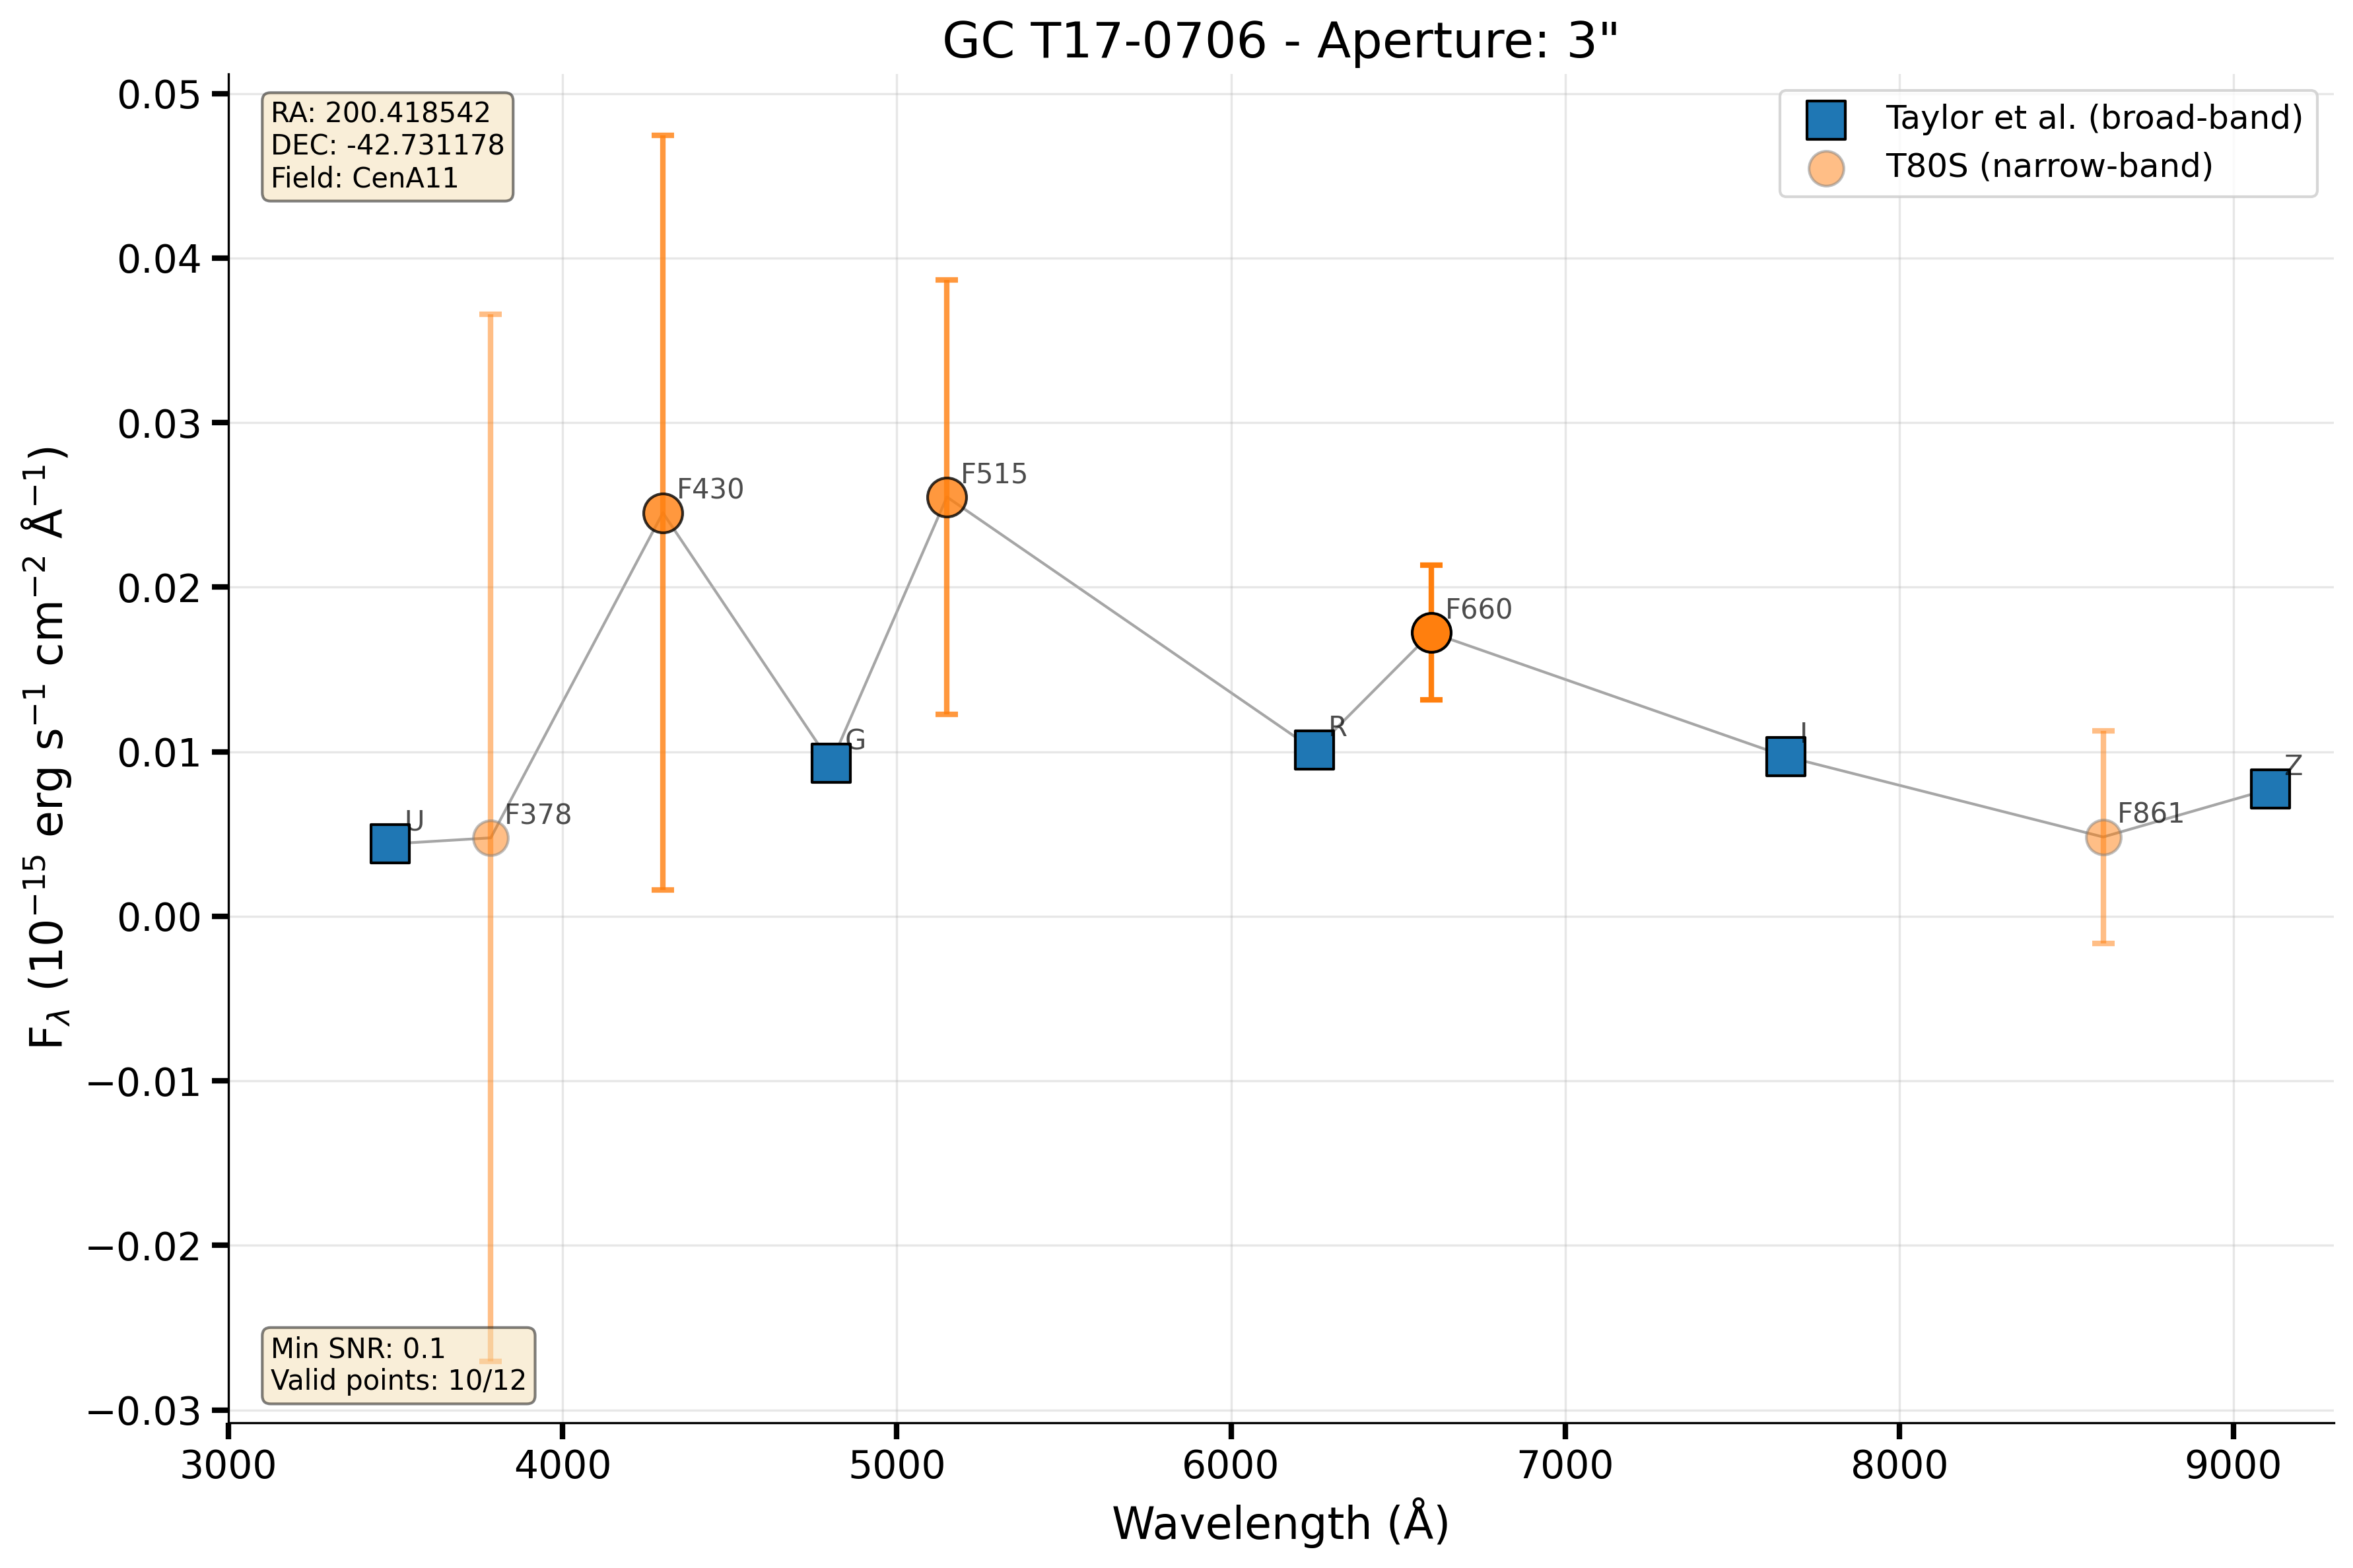 GC T17-0706 - Aperture: 3"
RA: 200.418542
DEC: -42.731178
Field: CenA11
Taylor et al. (broad-band)
T80S (narrow-band)
0.05
0.04
0.03
0.02
0.01
0.00
−0.01
−0.02
−0.03
F_λ (10⁻¹⁵ erg s⁻¹ cm⁻² Å⁻¹)
U
F378
F430
G
F515
R
F660
I
F861
Z
Min SNR: 0.1
Valid points: 10/12
3000 4000 5000 6000 7000 8000 9000
Wavelength (Å)